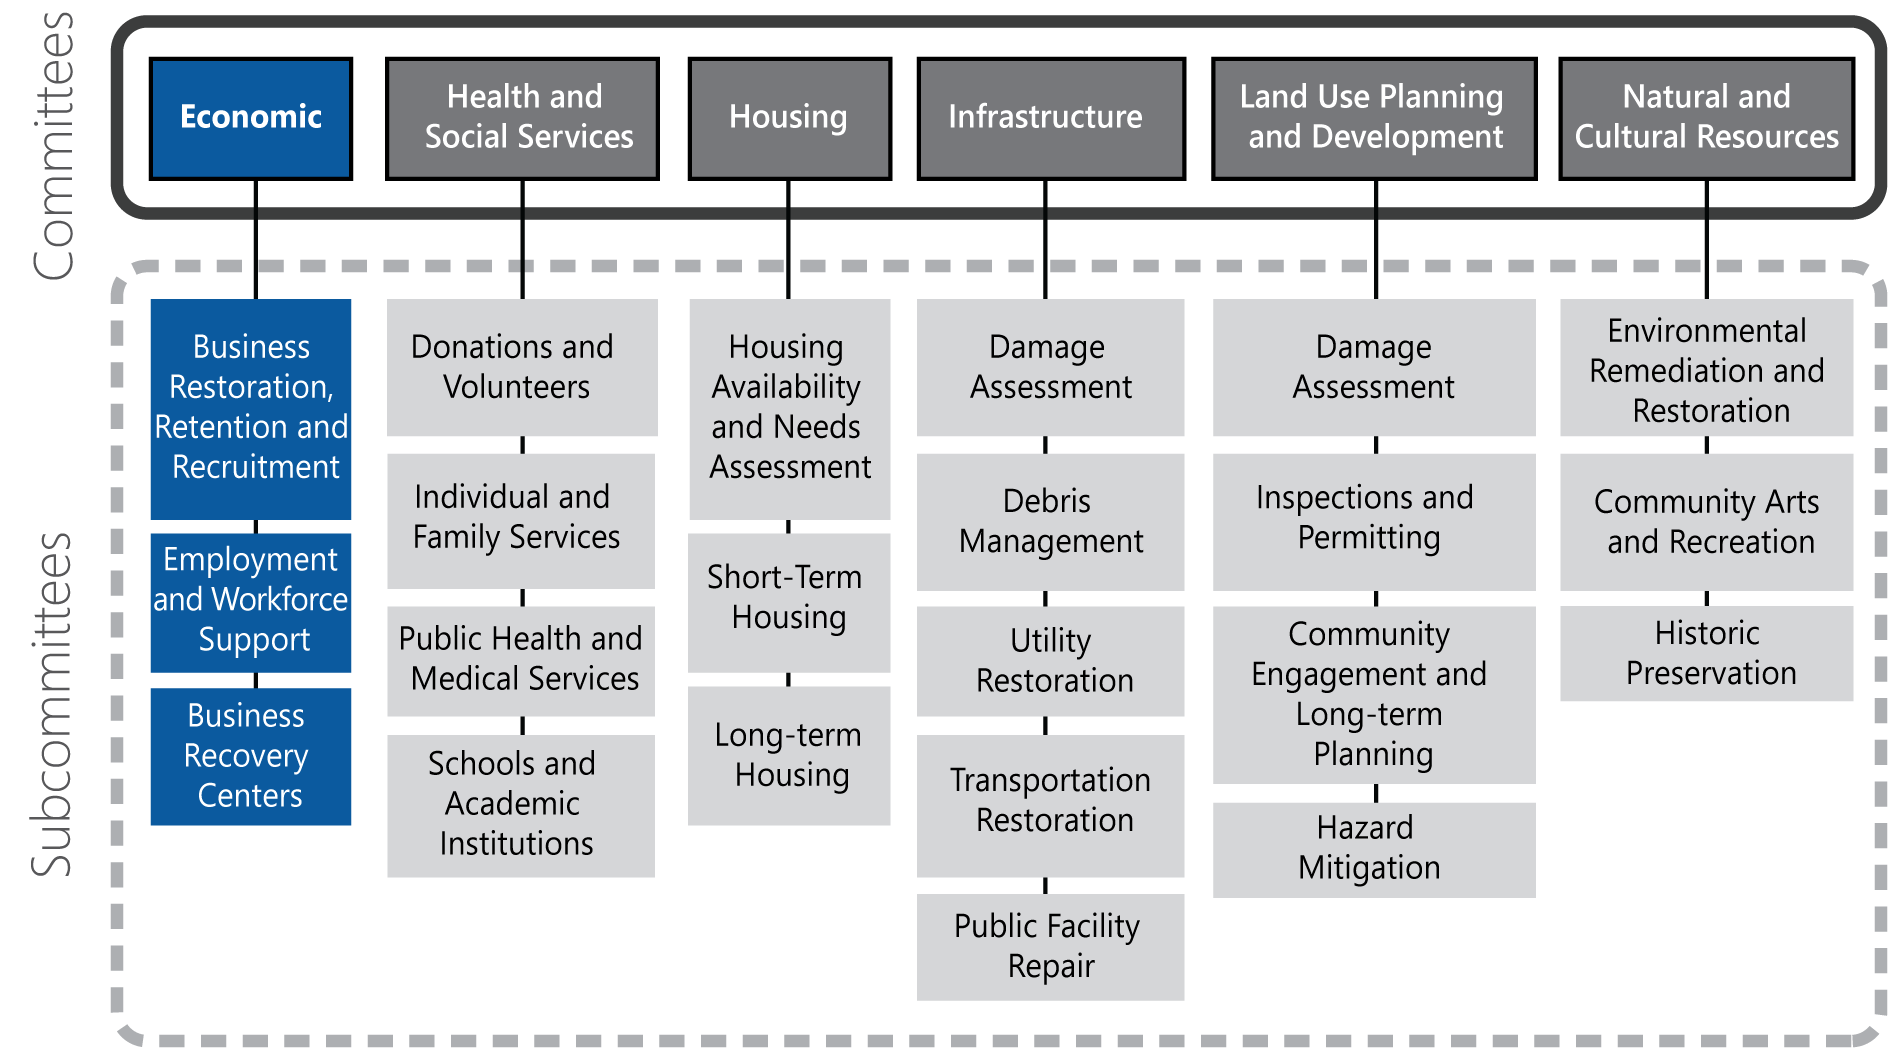 Committees
Economic
Health and
Social Services
Housing
Infrastructure
Land Use Planning
and Development
Natural and
Cultural Resources
Subcommittees
Business
Restoration,
Retention and
Recruitment
Employment
and Workforce
Support
Business
Recovery
Centers
Donations and
Volunteers
Individual and
Family Services
Public Health and
Medical Services
Schools and
Academic
Institutions
Housing
Availability
and Needs
Assessment
Short-Term
Housing
Long-term
Housing
Damage
Assessment
Debris
Management
Utility
Restoration
Transportation
Restoration
Public Facility
Repair
Damage
Assessment
Inspections and
Permitting
Community
Engagement and
Long-term
Planning
Hazard
Mitigation
Environmental
Remediation and
Restoration
Community Arts
and Recreation
Historic
Preservation